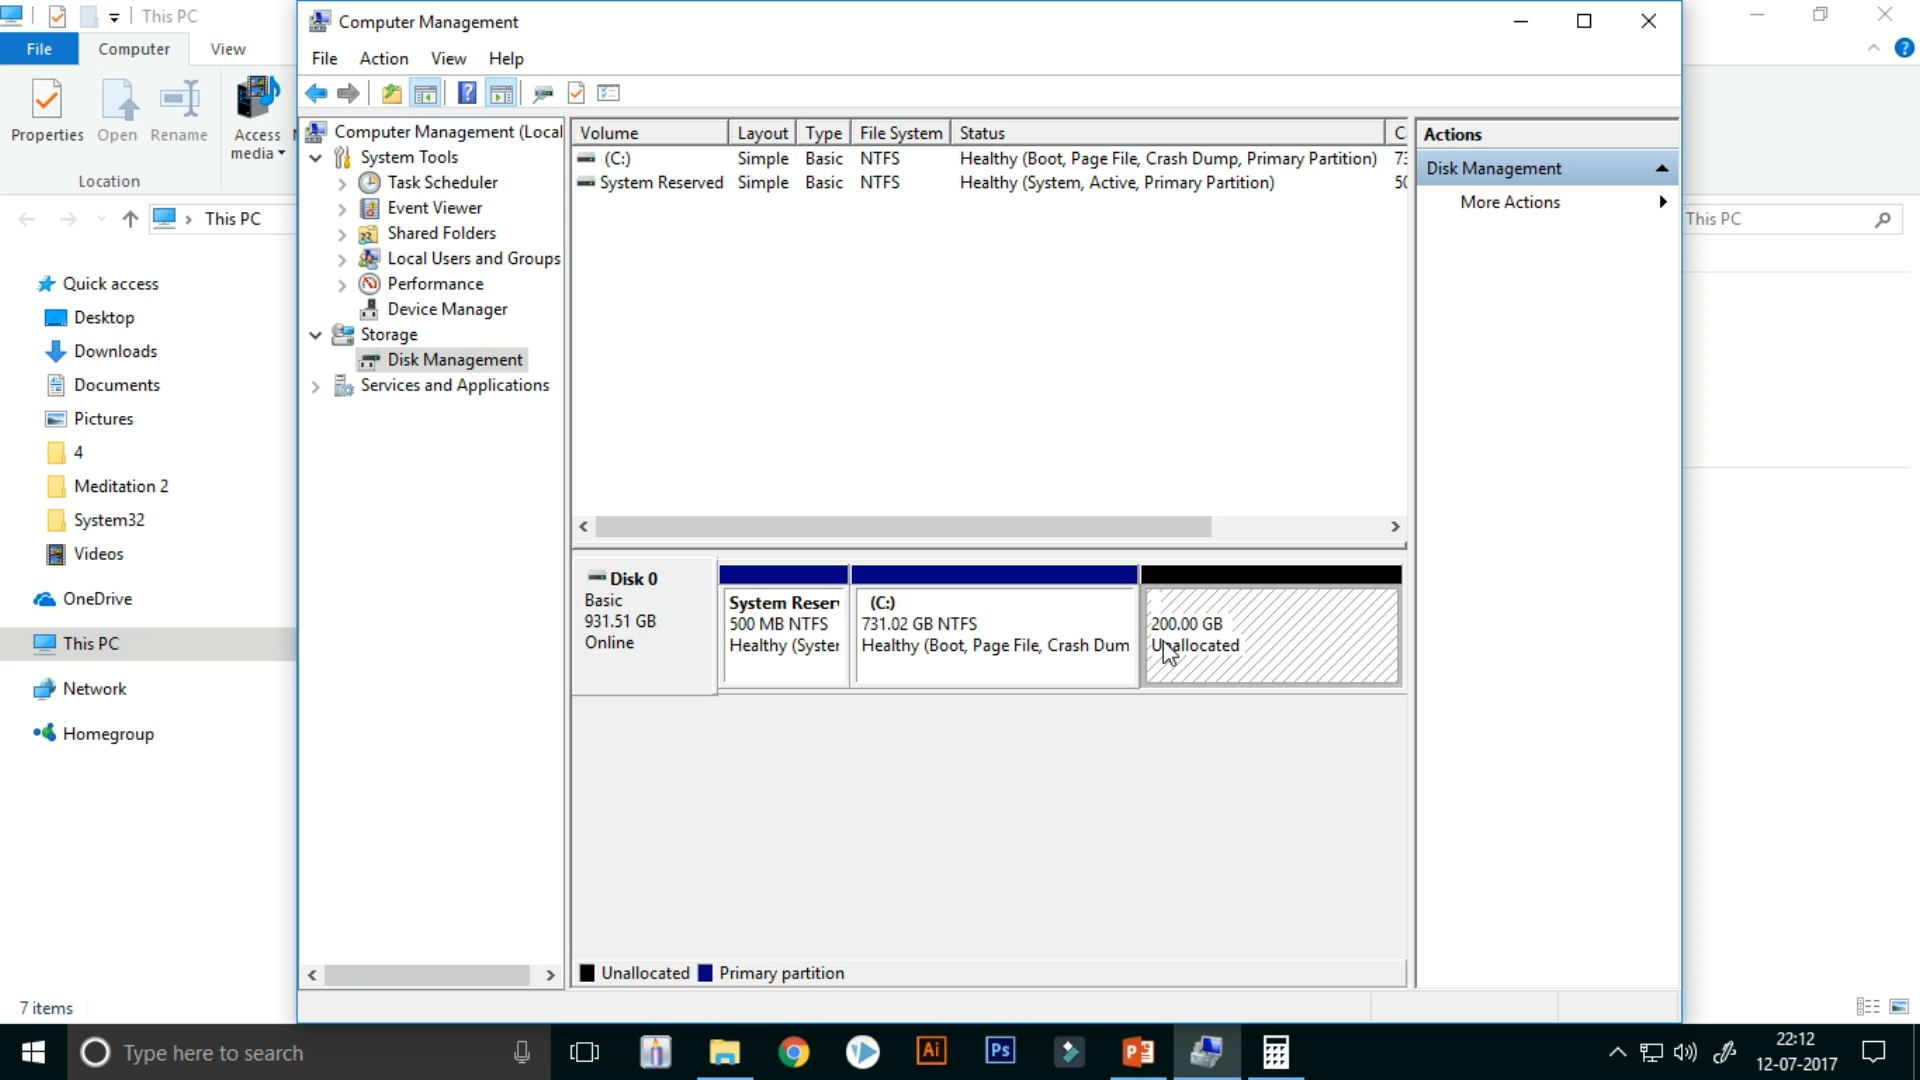 This PC
File
Computer
View
Properties
Open
Rename
Access
media
Location
This PC
Quick access
Desktop
Downloads
Documents
Pictures
4
Meditation 2
System32
Videos
OneDrive
This PC
Network
Homegroup
7 items
Computer Management
File Action View Help
Computer Management (Local
System Tools
Task Scheduler
Event Viewer
Shared Folders
Local Users and Groups
Performance
Device Manager
Storage
Disk Management
Services and Applications
Volume Layout Type File System Status C
(C:) Simple Basic NTFS Healthy (Boot, Page File, Crash Dump, Primary Partition) 73
System Reserved Simple Basic NTFS Healthy (System, Active, Primary Partition) 50
Disk 0
Basic
931.51 GB
Online
System Reser
500 MB NTFS
Healthy (Syster
(C:)
731.02 GB NTFS
Healthy (Boot, Page File, Crash Dum
200.00 GB
Unallocated
Unallocated Primary partition
Actions
Disk Management
More Actions
This PC
Type here to search
Ai
Ps
22:12
12-07-2017